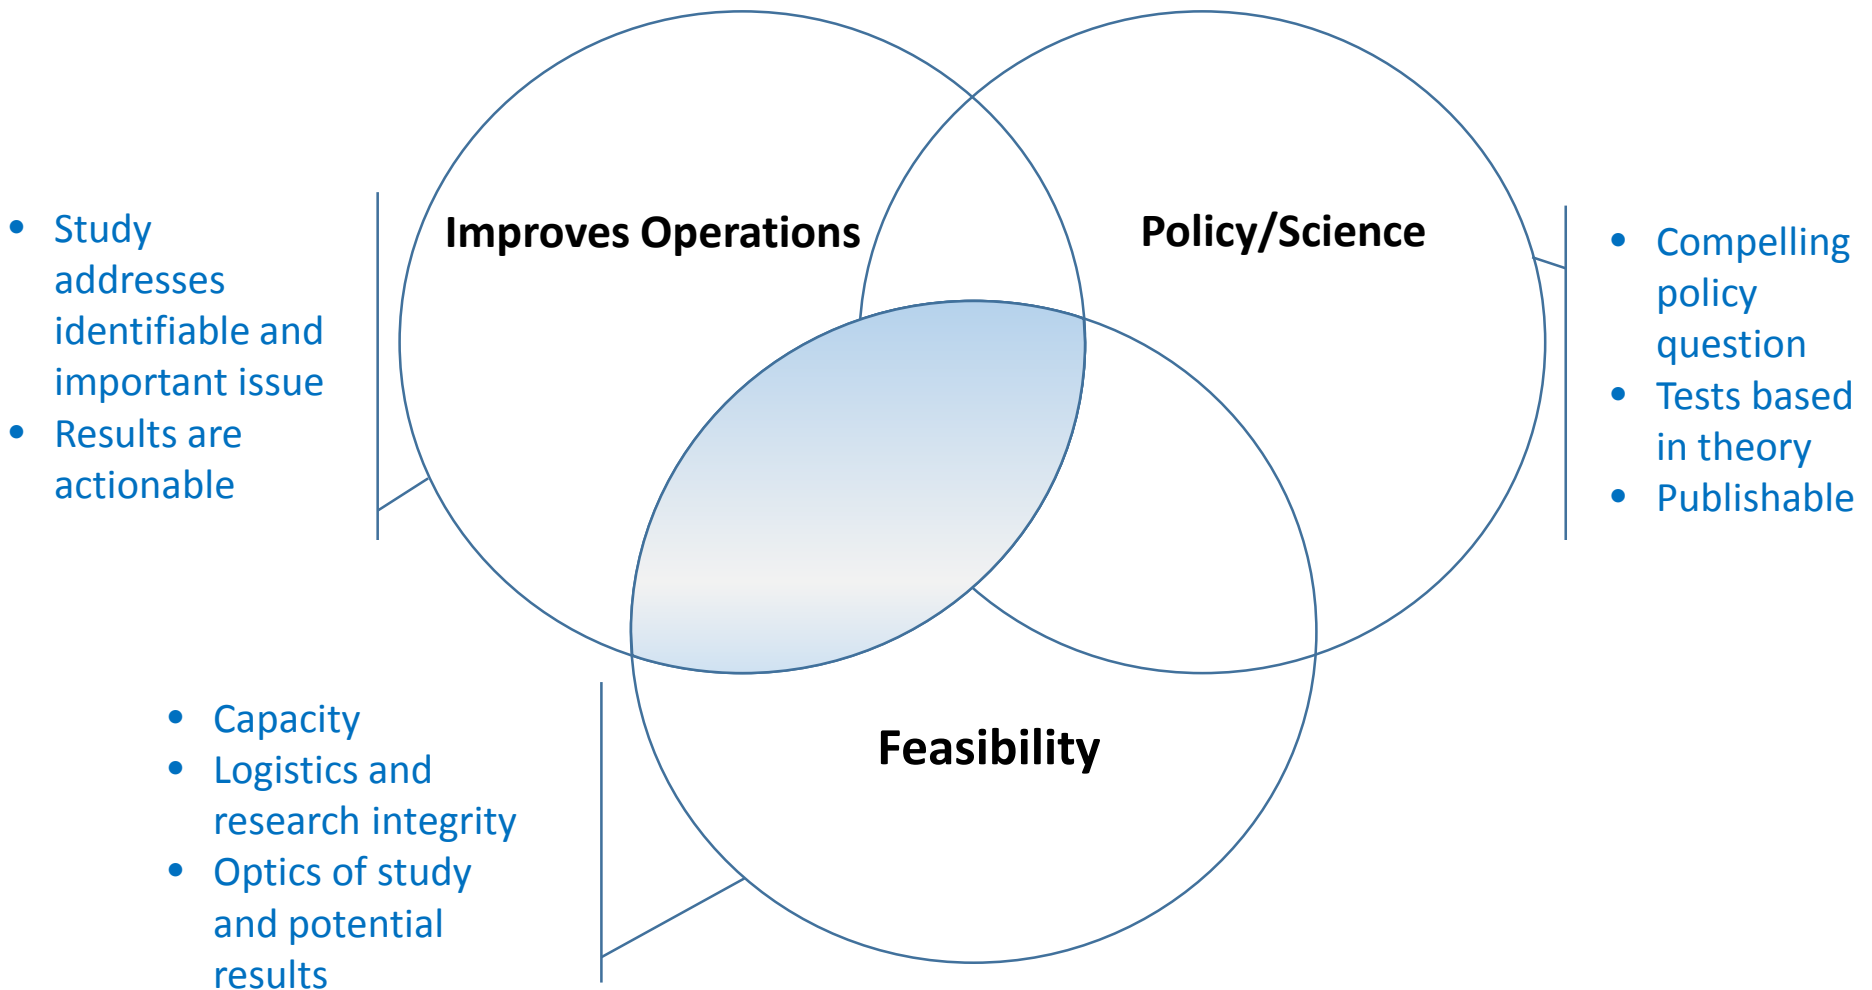 Improves Operations
Policy/Science
• Study
addresses
identifiable and
important issue
• Results are
actionable
• Compelling
policy
question
• Tests based
in theory
• Publishable
Feasibility
• Capacity
• Logistics and
research integrity
• Optics of study
and potential
results